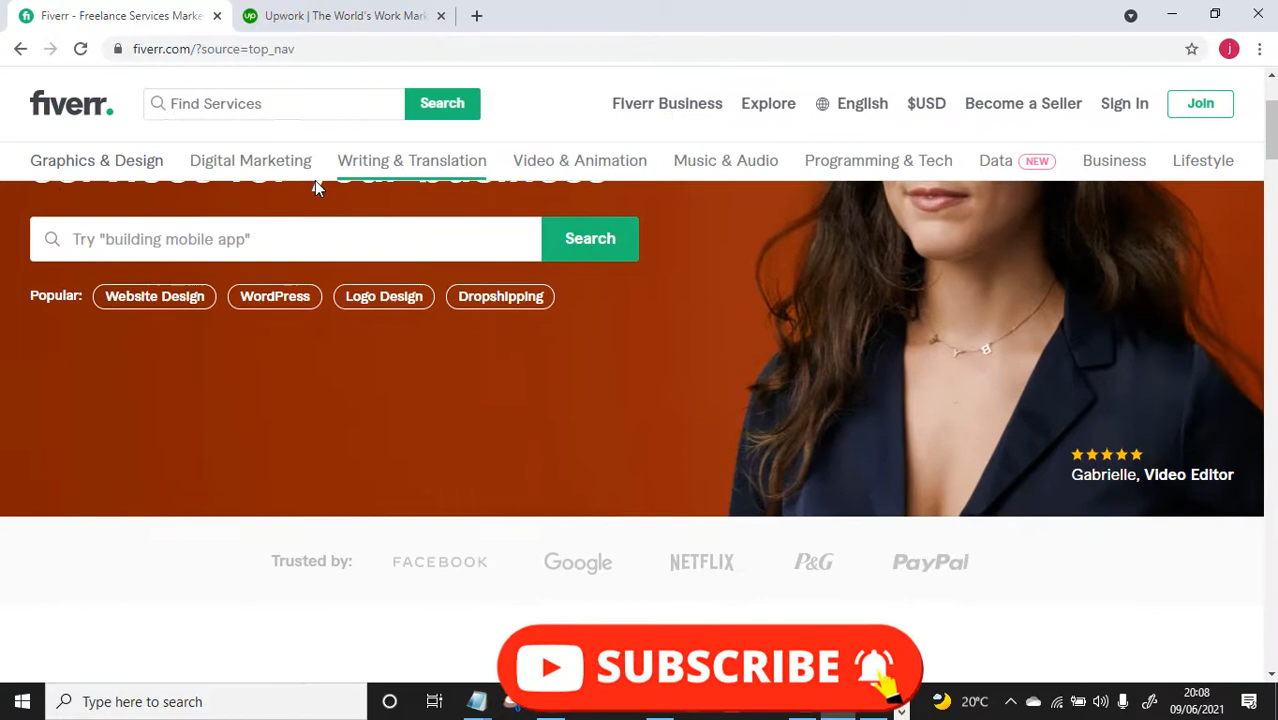 Fiverr - Freelance Services Marke
Upwork | The World's Work Mark
fiverr.com/?source=top_nav
j
fiverr.
Find Services
Search
Fiverr Business
Explore
English
$USD
Become a Seller
Sign In
Join
Graphics & Design
Digital Marketing
Writing & Translation
Video & Animation
Music & Audio
Programming & Tech
Data NEW
Business
Lifestyle
Try "building mobile app"
Search
Popular:
Website Design
WordPress
Logo Design
Dropshipping
Gabrielle, Video Editor
Trusted by:
FACEBOOK
Google
NETFLIX
P&G
PayPal
SUBSCRIBE
Type here to search
20°C
20:08
09/06/2021